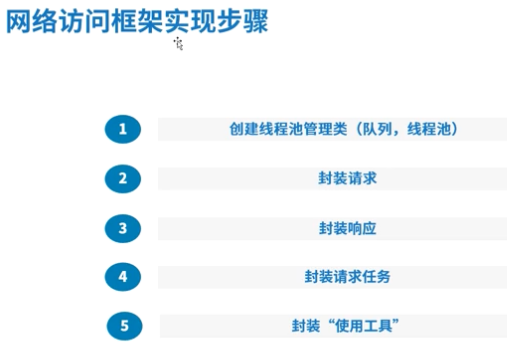 网络访问框架实现步骤
1 创建线程池管理类（队列，线程池）
2 封装请求
3 封装响应
4 封装请求任务
5 封装“使用工具”